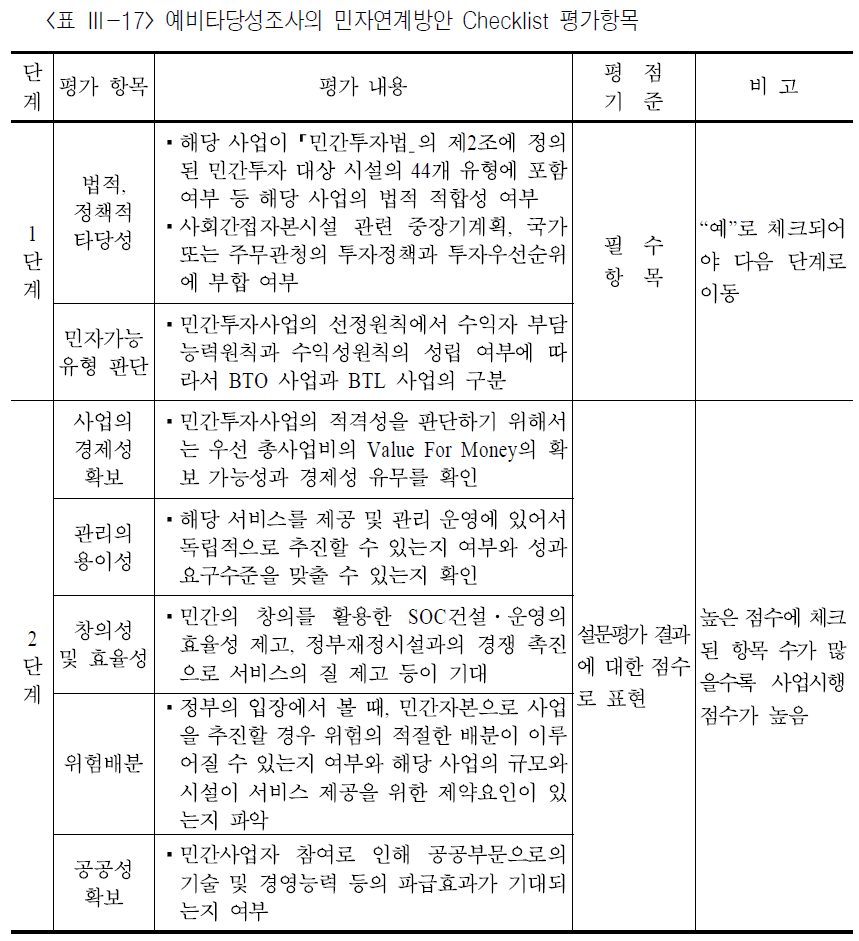 <표 Ⅲ-17> 예비타당성조사의 민자연계방안 Checklist 평가항목
단
계
평가 항목
평가 내용
평 점
기 준
비 고
1
단
계
법적,
정책적
타당성
▪해당 사업이 「민간투자법」의 제2조에 정의
된 민간투자 대상 시설의 44개 유형에 포함
여부 등 해당 사업의 법적 적합성 여부
▪사회간접자본시설 관련 중장기계획, 국가
또는 주무관청의 투자정책과 투자우선순위
에 부합 여부
필 수
항 목
“예”로 체크되어
야 다음 단계로
이동
민자가능
유형 판단
▪민간투자사업의 선정원칙에서 수익자 부담
능력원칙과 수익성원칙의 성립 여부에 따
라서 BTO 사업과 BTL 사업의 구분
2
단
계
사업의
경제성
확보
▪민간투자사업의 적격성을 판단하기 위해서
는 우선 총사업비의 Value For Money의 확
보 가능성과 경제성 유무를 확인
관리의
용이성
▪해당 서비스를 제공 및 관리 운영에 있어서
독립적으로 추진할 수 있는지 여부와 성과
요구수준을 맞출 수 있는지 확인
창의성
및 효율성
▪민간의 창의를 활용한 SOC건설·운영의
효율성 제고, 정부재정시설과의 경쟁 촉진
으로 서비스의 질 제고 등이 기대
설문평가 결과
에 대한 점수
로 표현
높은 점수에 체크
된 항목 수가 많
을수록 사업시행
점수가 높음
위험배분
▪정부의 입장에서 볼 때, 민간자본으로 사업
을 추진할 경우 위험의 적절한 배분이 이루
어질 수 있는지 여부와 해당 사업의 규모와
시설이 서비스 제공을 위한 제약요인이 있
는지 파악
공공성
확보
▪민간사업자 참여로 인해 공공부문으로의
기술 및 경영능력 등의 파급효과가 기대되
는지 여부